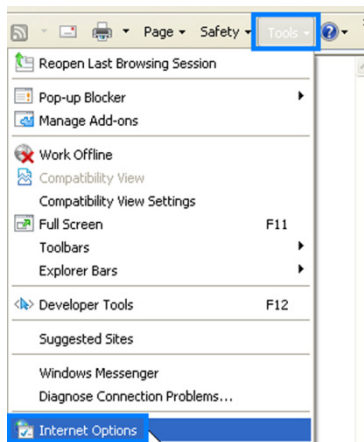 Page Safety Tools
Reopen Last Browsing Session
Pop-up Blocker
Manage Add-ons
Work Offline
Compatibility View
Compatibility View Settings
Full Screen F11
Toolbars
Explorer Bars
Developer Tools F12
Suggested Sites
Windows Messenger
Diagnose Connection Problems...
Internet Options